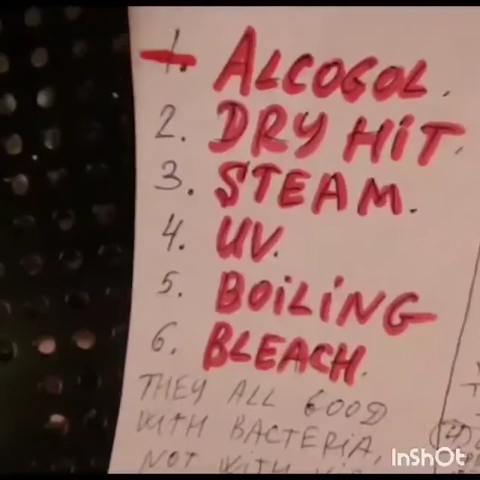 1. ALCOGOL.
2. DRY HiT.
3. STEAM.
4. UV.
5. BOiLiNG
6. BLEACH.
THEY ALL GOOD
WITH BACTERIA,
NOT WITH
InShOt